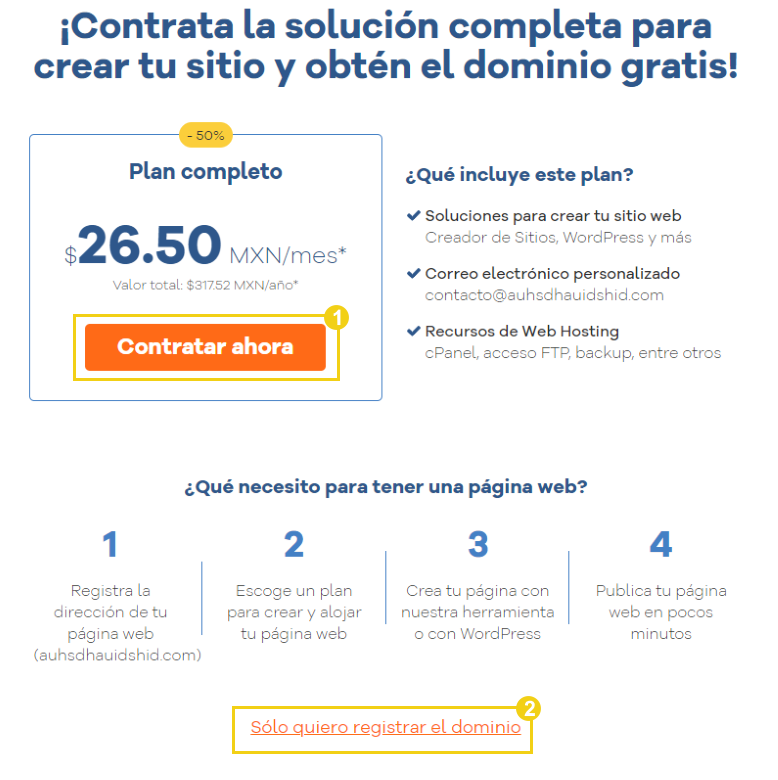 ¡Contrata la solución completa para
crear tu sitio y obtén el dominio gratis!
- 50%
Plan completo
$26.50 MXN/mes*
Valor total: $317.52 MXN/año*
1
Contratar ahora
¿Qué incluye este plan?
Soluciones para crear tu sitio web
Creador de Sitios, WordPress y más
Correo electrónico personalizado
contacto@auhsdhauidshid.com
Recursos de Web Hosting
cPanel, acceso FTP, backup, entre otros
¿Qué necesito para tener una página web?
1
Registra la
dirección de tu
página web
(auhsdhauidshid.com)
2
Escoge un plan
para crear y alojar
tu página web
3
Crea tu página con
nuestra herramienta
o con WordPress
4
Publica tu página
web en pocos
minutos
2
Sólo quiero registrar el dominio